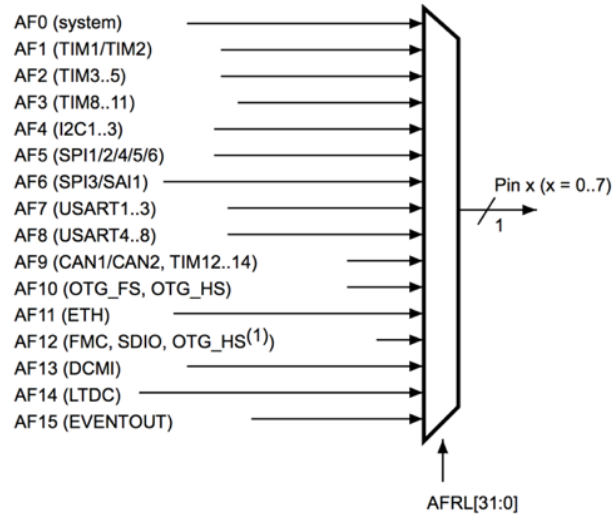 AF0 (system)
AF1 (TIM1/TIM2)
AF2 (TIM3..5)
AF3 (TIM8..11)
AF4 (I2C1..3)
AF5 (SPI1/2/4/5/6)
AF6 (SPI3/SAI1)
AF7 (USART1..3)
AF8 (USART4..8)
AF9 (CAN1/CAN2, TIM12..14)
AF10 (OTG_FS, OTG_HS)
AF11 (ETH)
AF12 (FMC, SDIO, OTG_HS(1))
AF13 (DCMI)
AF14 (LTDC)
AF15 (EVENTOUT)
Pin x (x = 0..7)
1
AFRL[31:0]